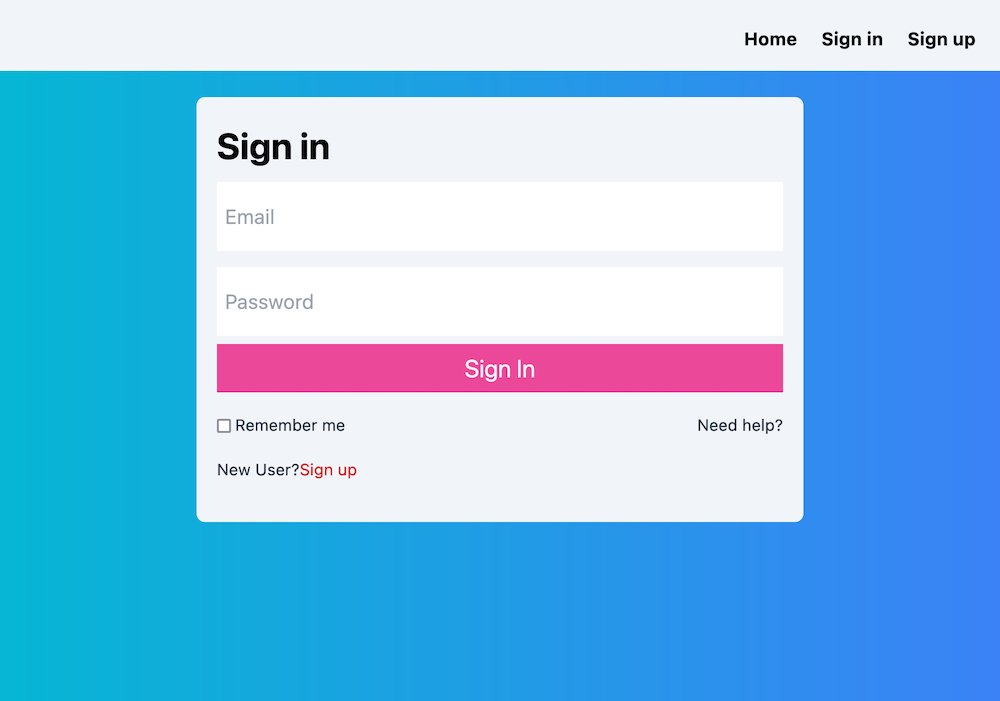 Home Sign in Sign up
Sign in
Email
Password
Sign In
Remember me Need help?
New User?Sign up